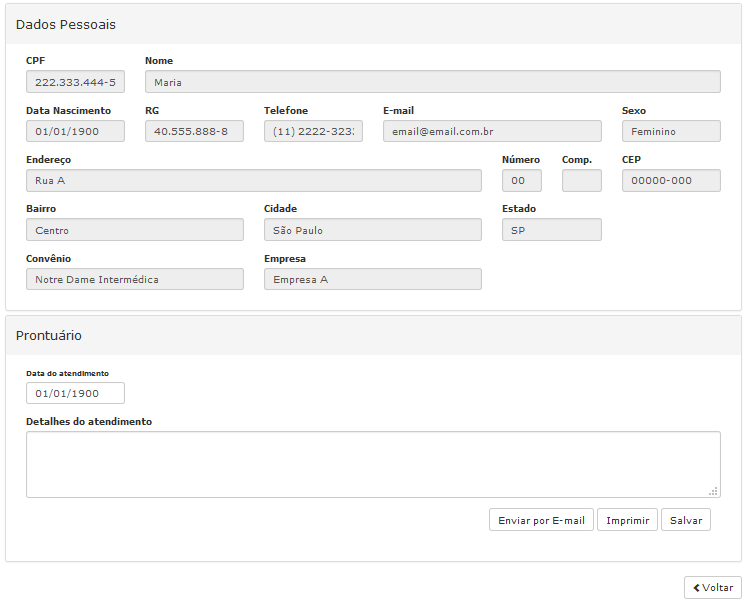 Dados Pessoais
CPF Nome
222.333.444-5 Maria
Data Nascimento RG Telefone E-mail Sexo
01/01/1900 40.555.888-8 (11) 2222-323 email@email.com.br Feminino
Endereço Número Comp. CEP
Rua A 00 00000-000
Bairro Cidade Estado
Centro São Paulo SP
Convênio Empresa
Notre Dame Intermédica Empresa A
Prontuário
Data do atendimento
01/01/1900
Detalhes do atendimento
Enviar por E-mail Imprimir Salvar
Voltar